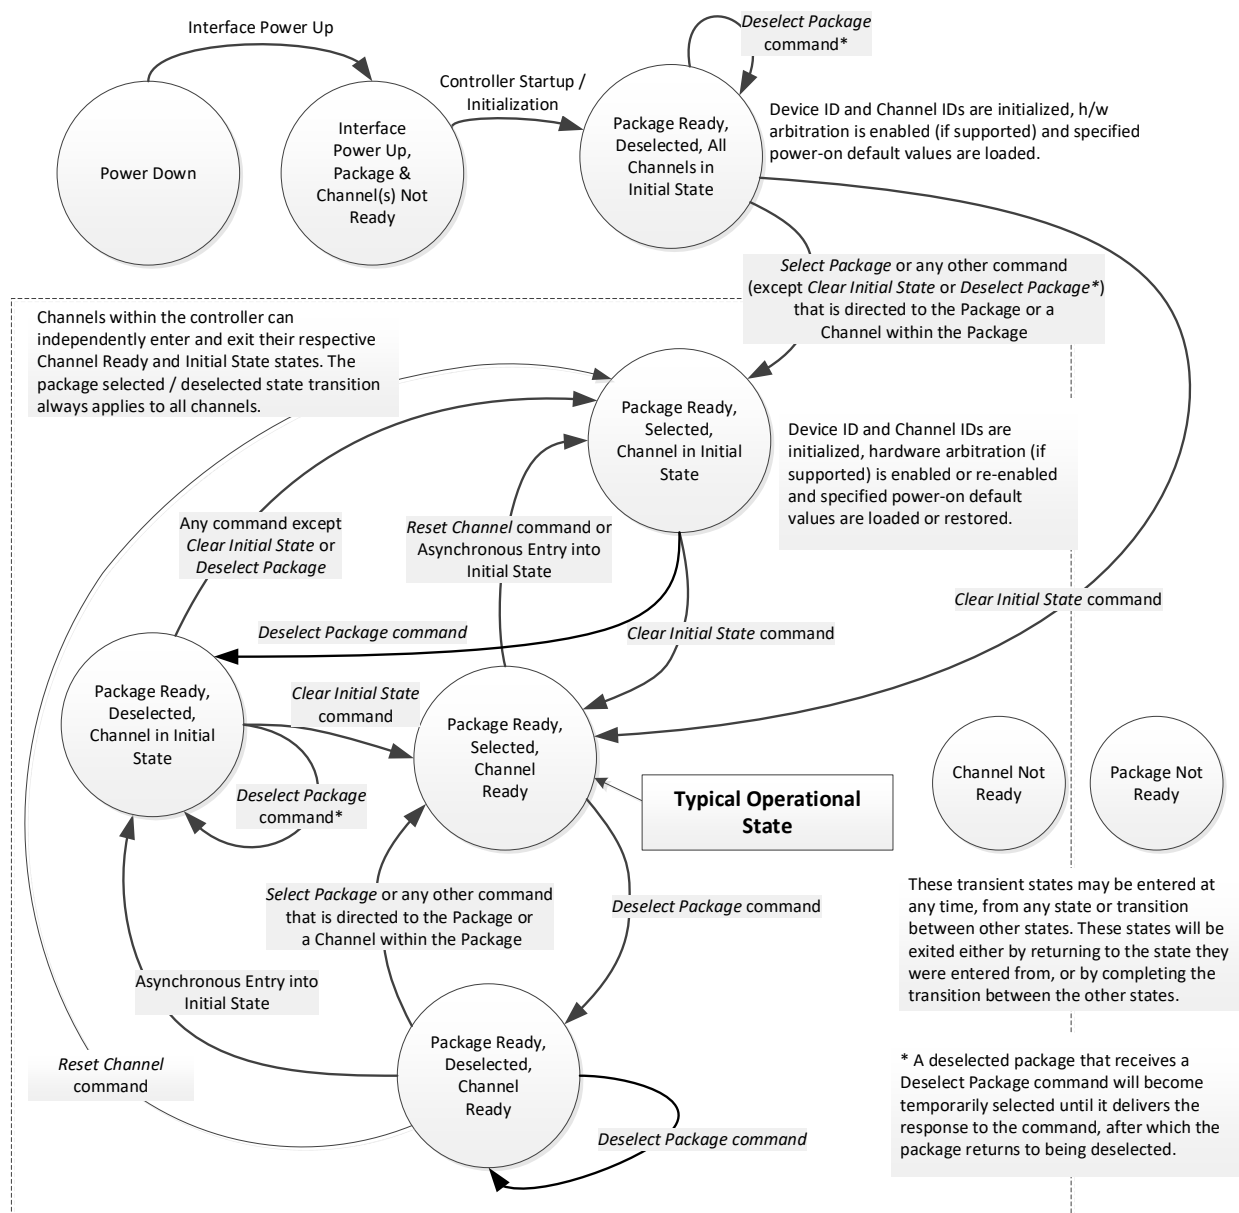 Interface Power Up
Deselect Package
command*
Controller Startup /
Initialization
Power Down
Interface
Power Up,
Package &
Channel(s) Not
Ready
Package Ready,
Deselected, All
Channels in
Initial State
Device ID and Channel IDs are initialized, h/w
arbitration is enabled (if supported) and specified
power-on default values are loaded.
Select Package or any other command
(except Clear Initial State or Deselect Package*)
that is directed to the Package or a
Channel within the Package
Channels within the controller can
independently enter and exit their respective
Channel Ready and Initial State states. The
package selected / deselected state transition
always applies to all channels.
Package Ready,
Selected,
Channel in Initial
State
Device ID and Channel IDs are
initialized, hardware arbitration (if
supported) is enabled or re-enabled
and specified power-on default
values are loaded or restored.
Any command except
Clear Initial State or
Deselect Package
Reset Channel command or
Asynchronous Entry into
Initial State
Clear Initial State command
Deselect Package command
Clear Initial State command
Package Ready,
Deselected,
Channel in Initial
State
Clear Initial State
command
Package Ready,
Selected,
Channel
Ready
Deselect Package
command*
Typical Operational
State
Channel Not
Ready
Package Not
Ready
Select Package or any other command
that is directed to the Package or
a Channel within the Package
Deselect Package command
These transient states may be entered at
any time, from any state or transition
between other states. These states will be
exited either by returning to the state they
were entered from, or by completing the
transition between the other states.
Asynchronous Entry into
Initial State
Reset Channel
command
Package Ready,
Deselected,
Channel
Ready
Deselect Package command
* A deselected package that receives a
Deselect Package command will become
temporarily selected until it delivers the
response to the command, after which the
package returns to being deselected.